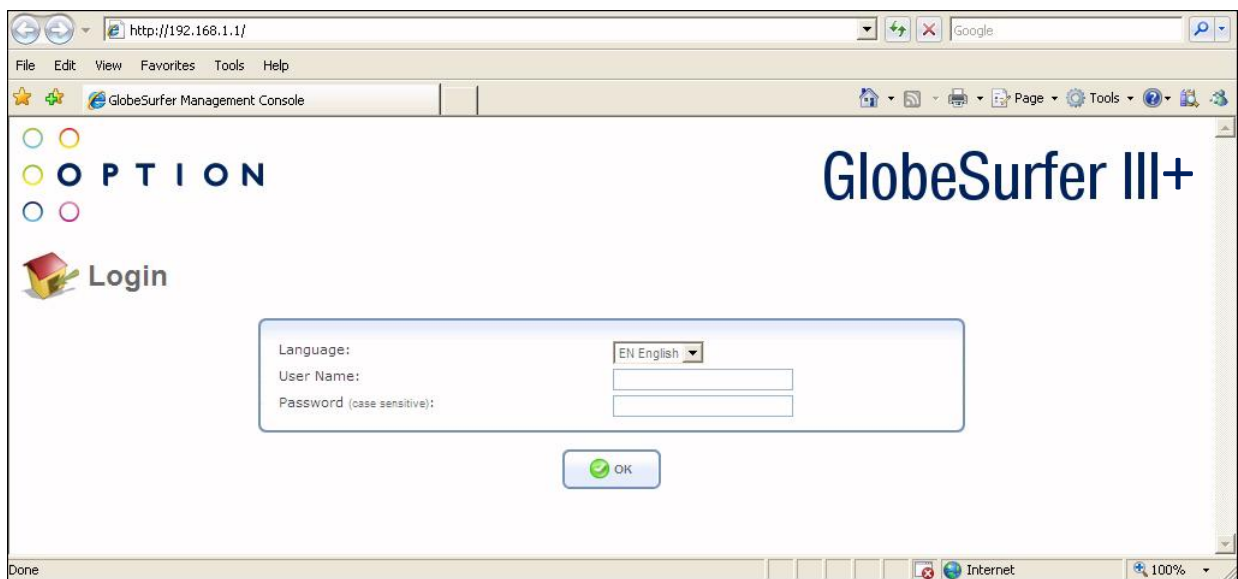 http://192.168.1.1/
Google
File Edit View Favorites Tools Help
GlobeSurfer Management Console
Page Tools
OPTION
GlobeSurfer III+
Login
Language: EN English
User Name:
Password (case sensitive):
OK
Done
Internet
100%